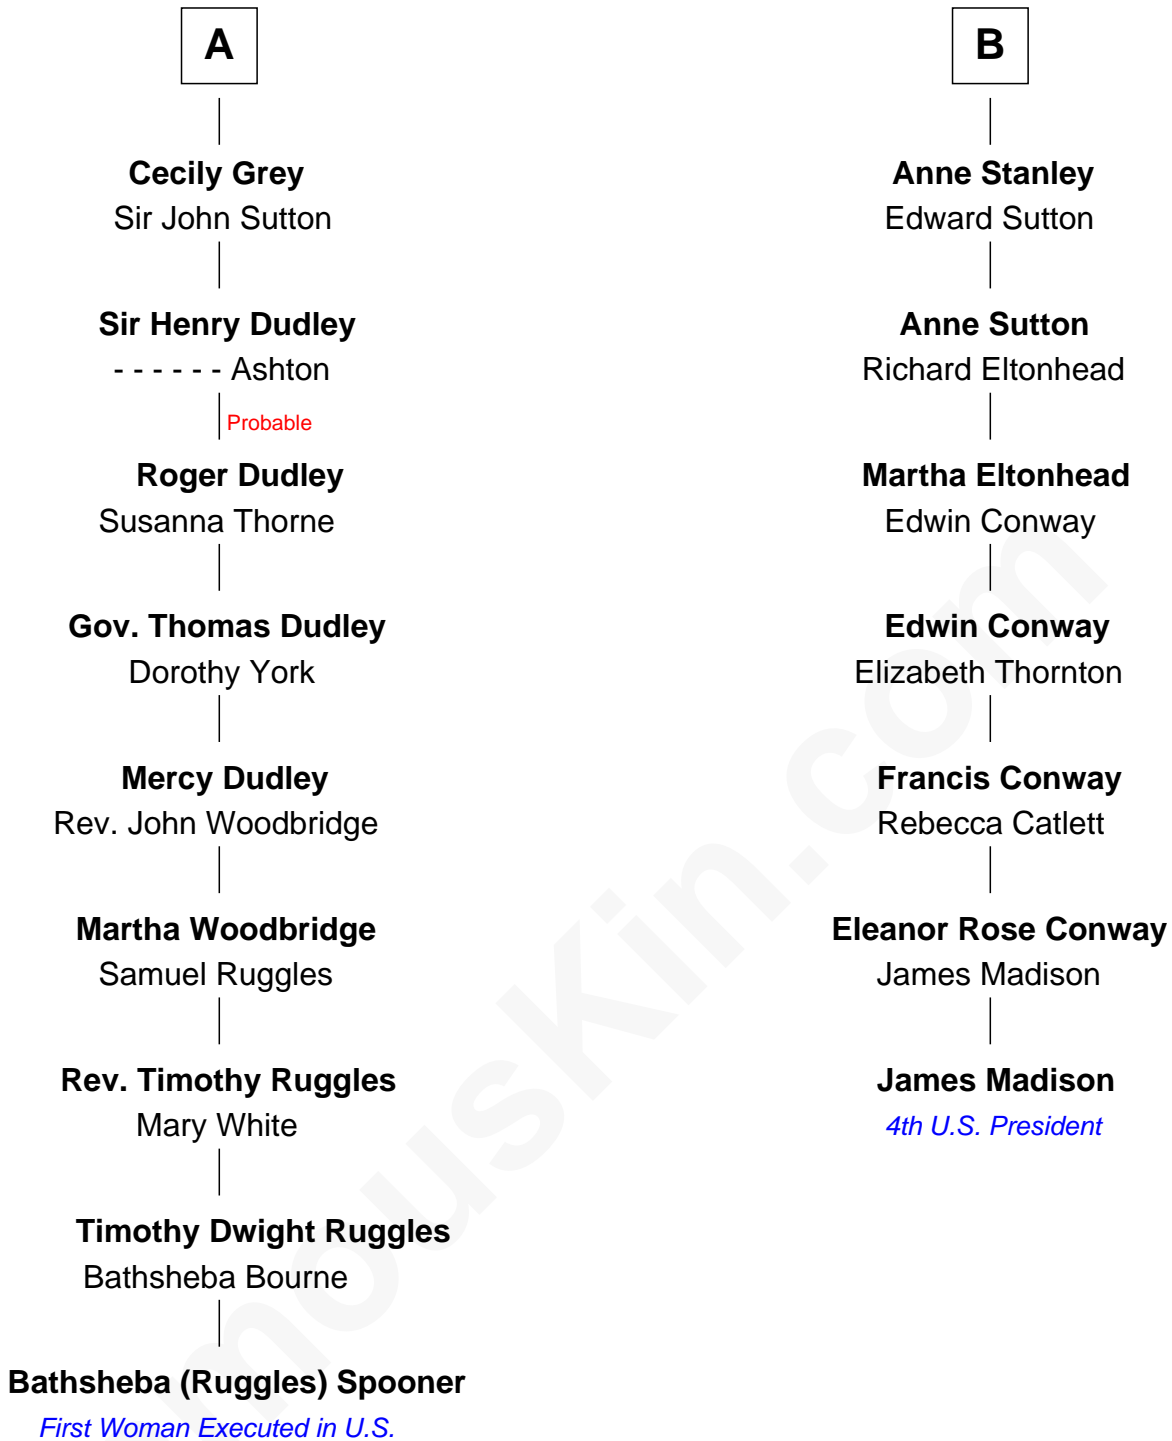 A
Cecily Grey
Sir John Sutton
Sir Henry Dudley
- - - - - - Ashton
Probable
Roger Dudley
Susanna Thorne
Gov. Thomas Dudley
Dorothy York
Mercy Dudley
Rev. John Woodbridge
Martha Woodbridge
Samuel Ruggles
Rev. Timothy Ruggles
Mary White
Timothy Dwight Ruggles
Bathsheba Bourne
Bathsheba (Ruggles) Spooner
First Woman Executed in U.S.
B
Anne Stanley
Edward Sutton
Anne Sutton
Richard Eltonhead
Martha Eltonhead
Edwin Conway
Edwin Conway
Elizabeth Thornton
Francis Conway
Rebecca Catlett
Eleanor Rose Conway
James Madison
James Madison
4th U.S. President
mouskin.com